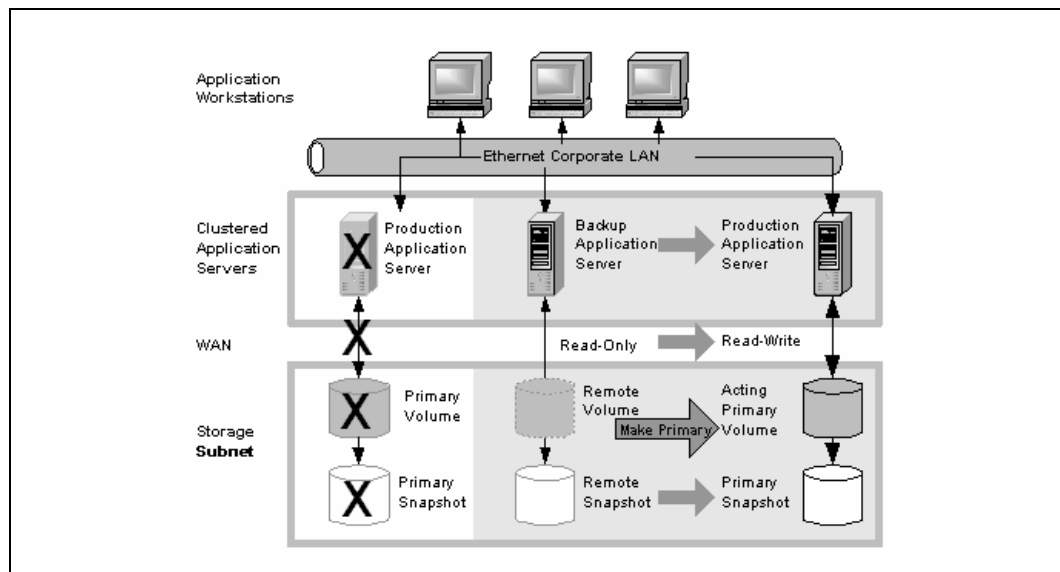 Application
Workstations
Ethernet Corporate LAN
Clustered
Application
Servers
X
Production
Application
Server
Backup
Application
Server
Production
Application
Server
WAN
X
Read-Only
Read-Write
Storage
Subnet
X
Primary
Volume
Remote
Volume
Make Primary
Acting
Primary
Volume
X
Primary
Snapshot
Remote
Snapshot
Primary
Snapshot